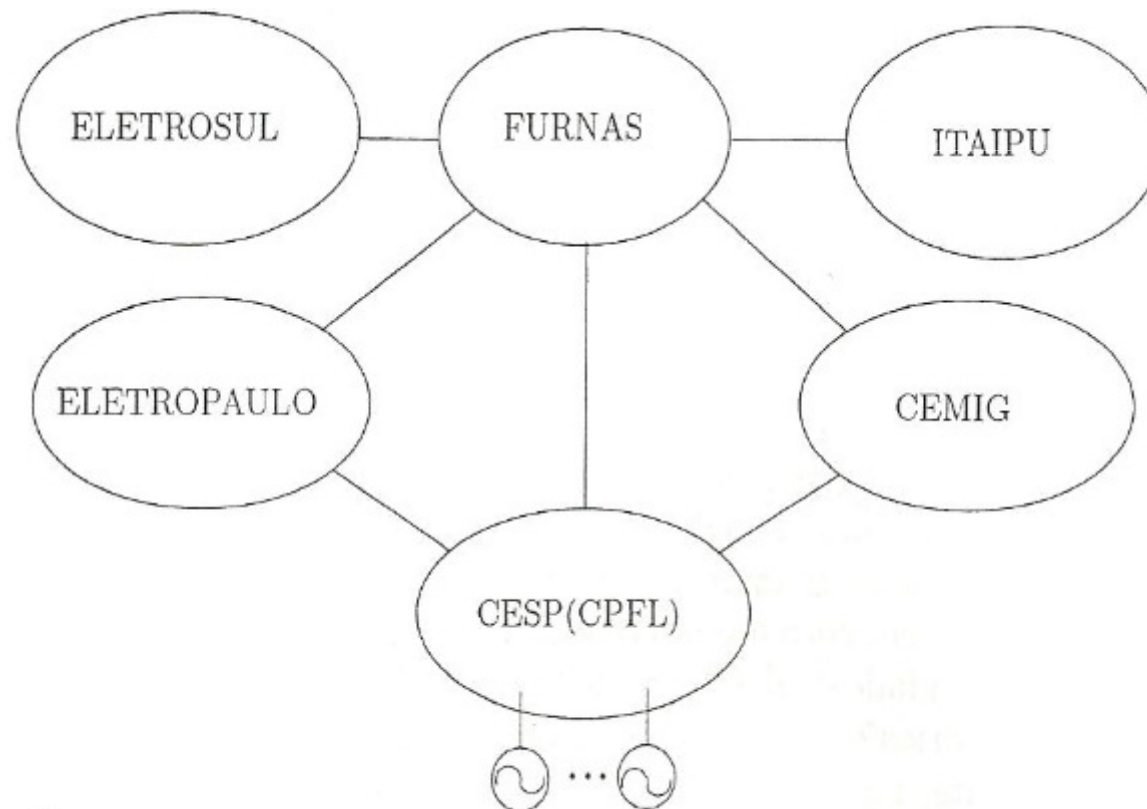 ELETROSUL
FURNAS
ITAIPU
ELETROPAULO
CEMIG
CESP(CPFL)
...